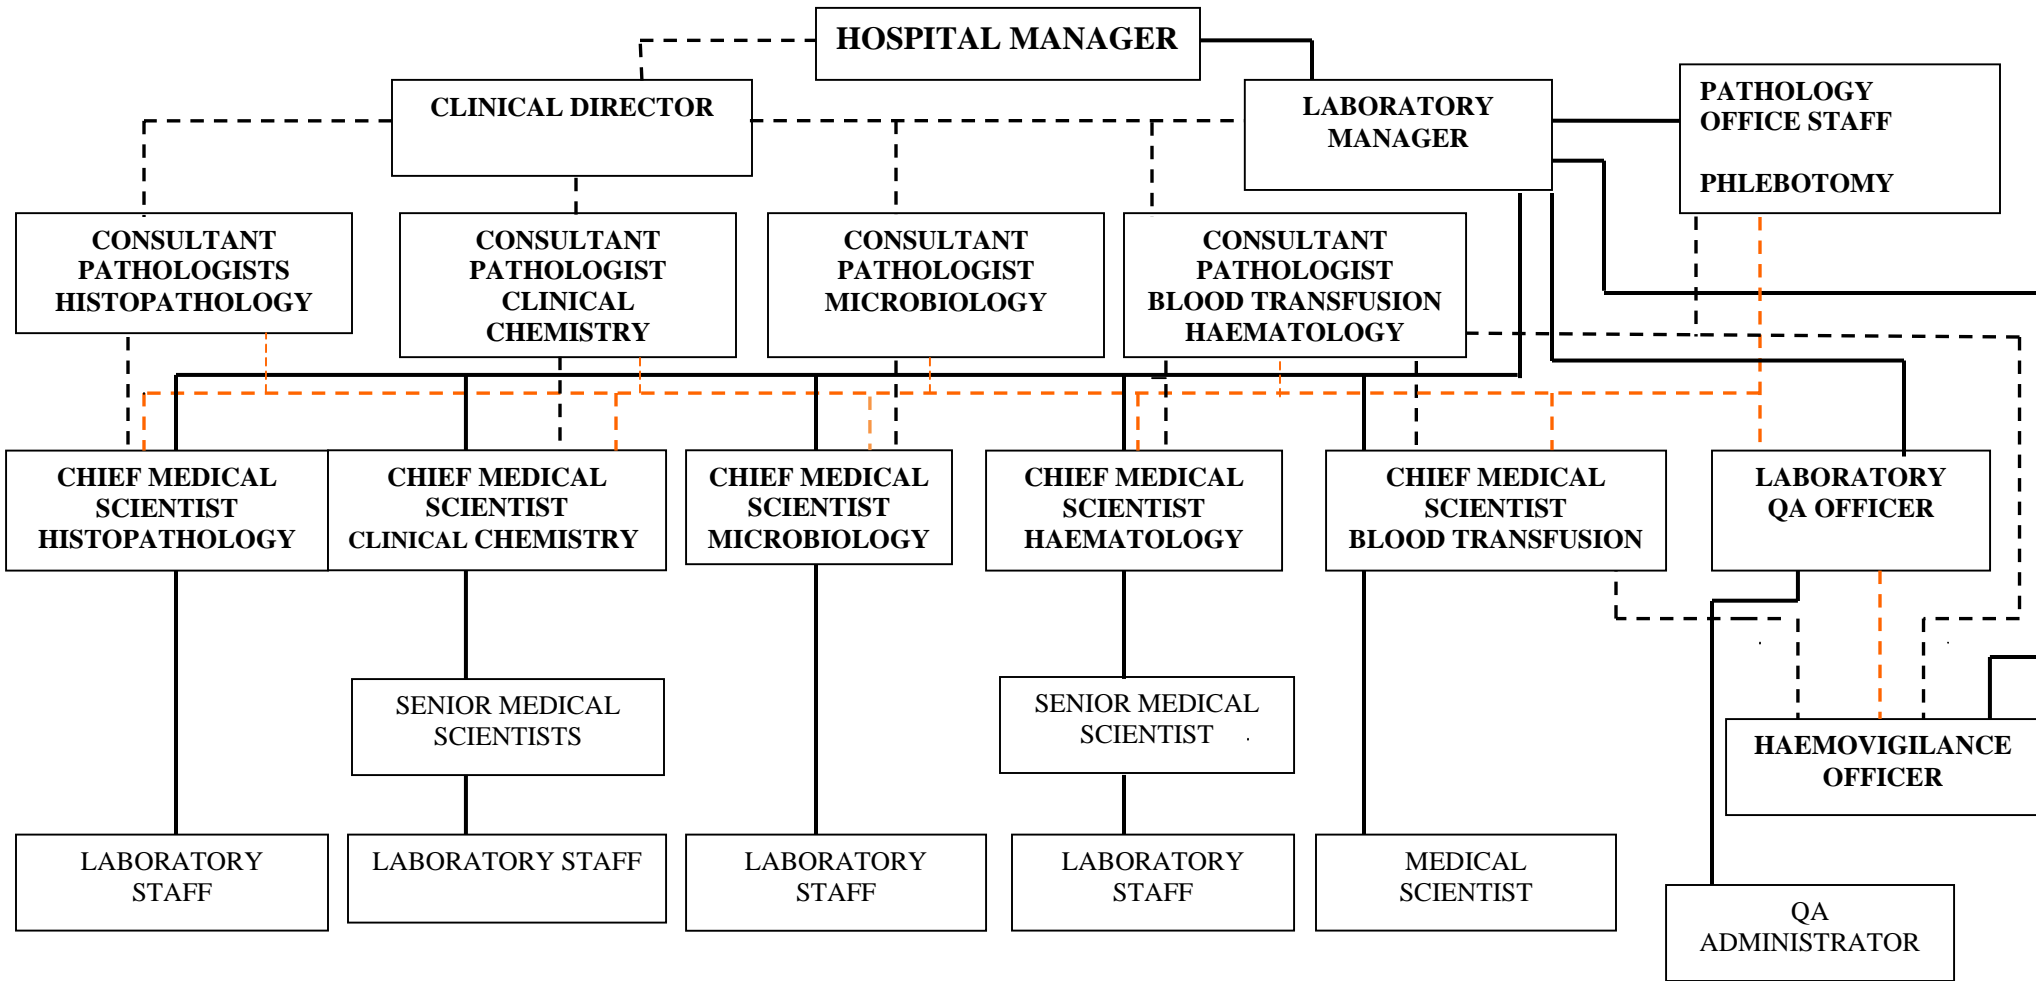 HOSPITAL MANAGER
CLINICAL DIRECTOR
LABORATORY
MANAGER
PATHOLOGY
OFFICE STAFF
PHLEBOTOMY
CONSULTANT
PATHOLOGISTS
HISTOPATHOLOGY
CONSULTANT
PATHOLOGIST
CLINICAL
CHEMISTRY
CONSULTANT
PATHOLOGIST
MICROBIOLOGY
CONSULTANT
PATHOLOGIST
BLOOD TRANSFUSION
HAEMATOLOGY
CHIEF MEDICAL
SCIENTIST
HISTOPATHOLOGY
CHIEF MEDICAL
SCIENTIST
CLINICAL CHEMISTRY
CHIEF MEDICAL
SCIENTIST
MICROBIOLOGY
CHIEF MEDICAL
SCIENTIST
HAEMATOLOGY
CHIEF MEDICAL
SCIENTIST
BLOOD TRANSFUSION
LABORATORY
QA OFFICER
SENIOR MEDICAL
SCIENTISTS
SENIOR MEDICAL
SCIENTIST
HAEMOVIGILANCE
OFFICER
LABORATORY
STAFF
LABORATORY STAFF
LABORATORY
STAFF
LABORATORY
STAFF
MEDICAL
SCIENTIST
QA
ADMINISTRATOR